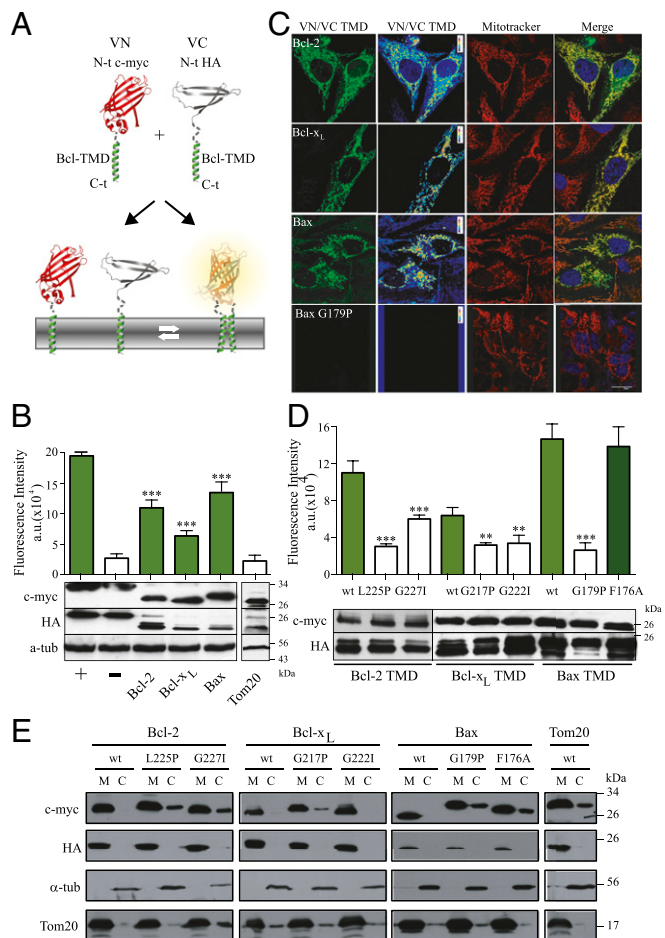 A
VN VC
N-t c-myc N-t HA
+
Bcl-TMD Bcl-TMD
C-t C-t
C
VN/VC TMD VN/VC TMD Mitotracker Merge
Bcl-2
Bcl-xL
Bax
Bax G179P
B
Fluorescence Intensity
a.u.(x10⁴)
20
15
10
5
0
*** *** ***
c-myc
HA
a-tub
34
26
26
56
43
kDa
+ - Bcl-2 Bcl-xL Bax Tom20
D
Fluorescence Intensity
a.u.(x10⁴)
16
12
8
4
0
*** *** ** ** ***
wt L225P G227I wt G217P G222I wt G179P F176A
kDa
c-myc 26
HA 26
Bcl-2 TMD Bcl-xL TMD Bax TMD
E
Bcl-2 Bcl-xL Bax Tom20
wt L225P G227I wt G217P G222I wt G179P F176A wt
M C M C M C M C M C M C M C M C M C M C kDa
c-myc 34
26
HA 26
α-tub 56
Tom20 17